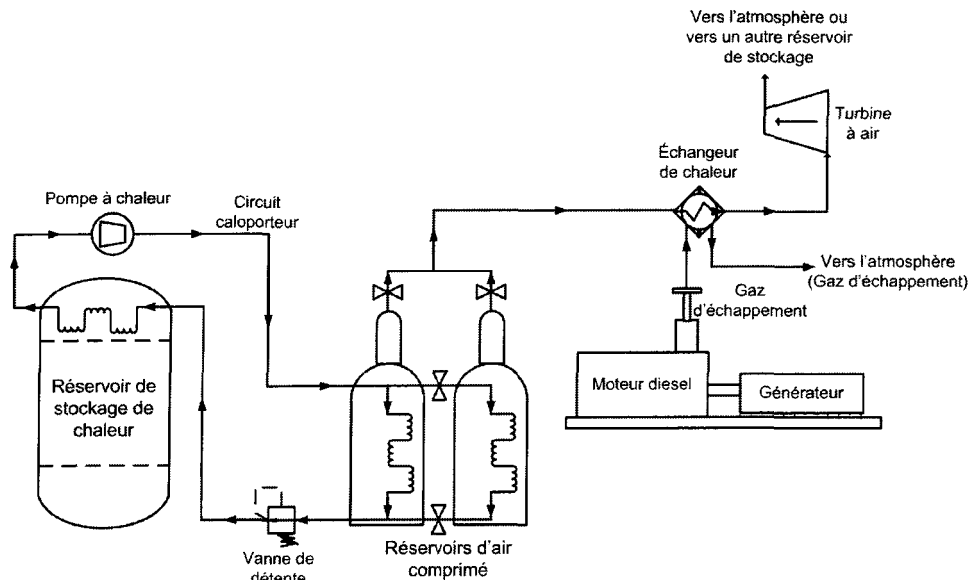 Vers l'atmosphère ou
vers un autre réservoir
de stockage
Turbine
à air
Échangeur
de chaleur
Pompe à chaleur
Circuit
caloporteur
Vers l'atmosphère
(Gaz d'échappement)
Gaz
d'échappement
Réservoir de
stockage de
chaleur
Moteur diesel
Générateur
Vanne de
détente
Réservoirs d'air
comprimé